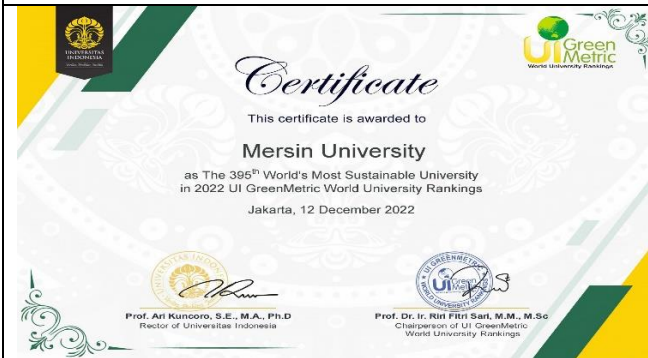 UNIVERSITAS
INDONESIA
UI Green
Metric
World University Rankings
Certificate
This certificate is awarded to
Mersin University
as The 395th World's Most Sustainable University
in 2022 UI GreenMetric World University Rankings
Jakarta, 12 December 2022
Prof. Ari Kuncoro, S.E., M.A., Ph.D
Rector of Universitas Indonesia
Prof. Dr. Ir. Riri Fitri Sari, M.M., M.Sc
Chairperson of UI GreenMetric
World University Rankings